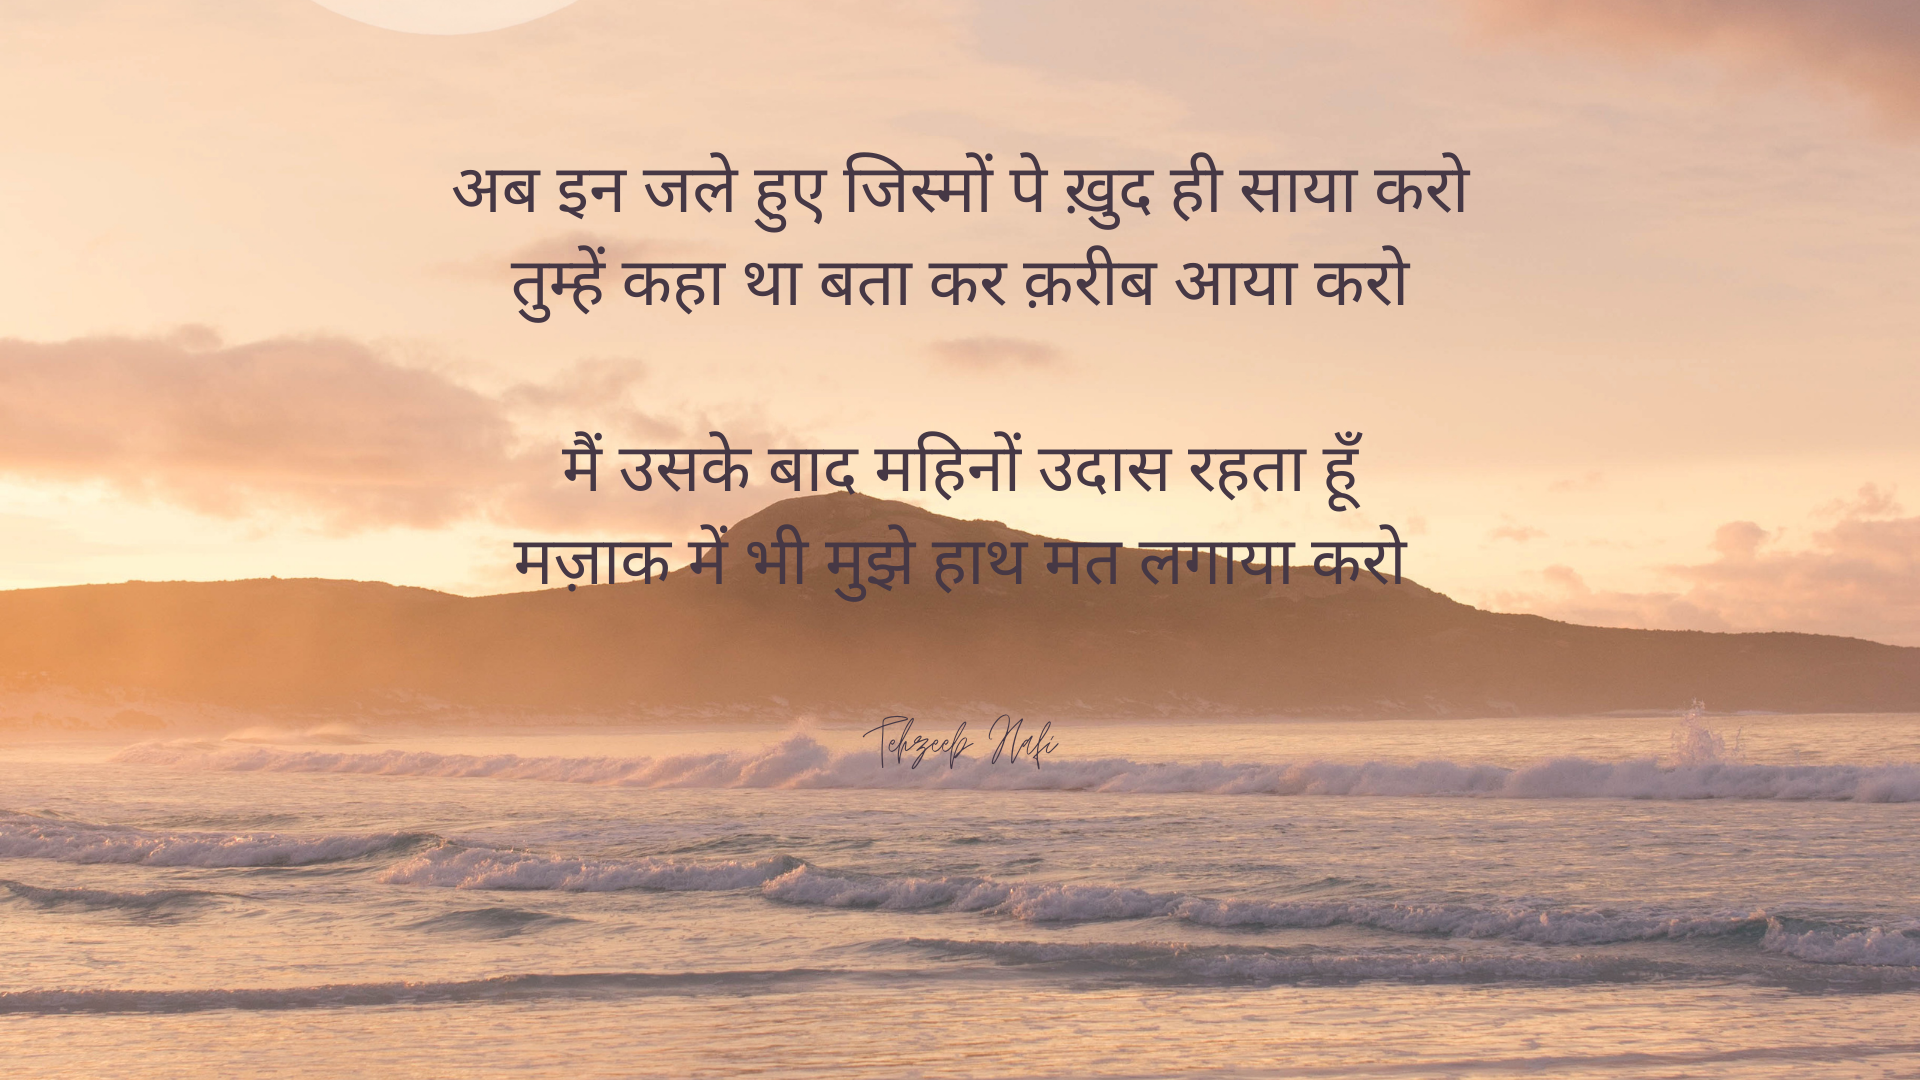 अब इन जले हुए जिस्मों पे ख़ुद ही साया करो
तुम्हें कहा था बता कर क़रीब आया करो
मैं उसके बाद महिनों उदास रहता हूँ
मज़ाक में भी मुझे हाथ मत लगाया करो
Tehzeeb Hafi